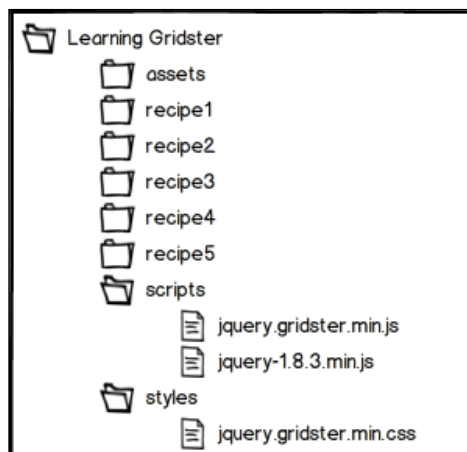 Learning Gridster
assets
recipe1
recipe2
recipe3
recipe4
recipe5
scripts
jquery.gridster.min.js
jquery-1.8.3.min.js
styles
jquery.gridster.min.css